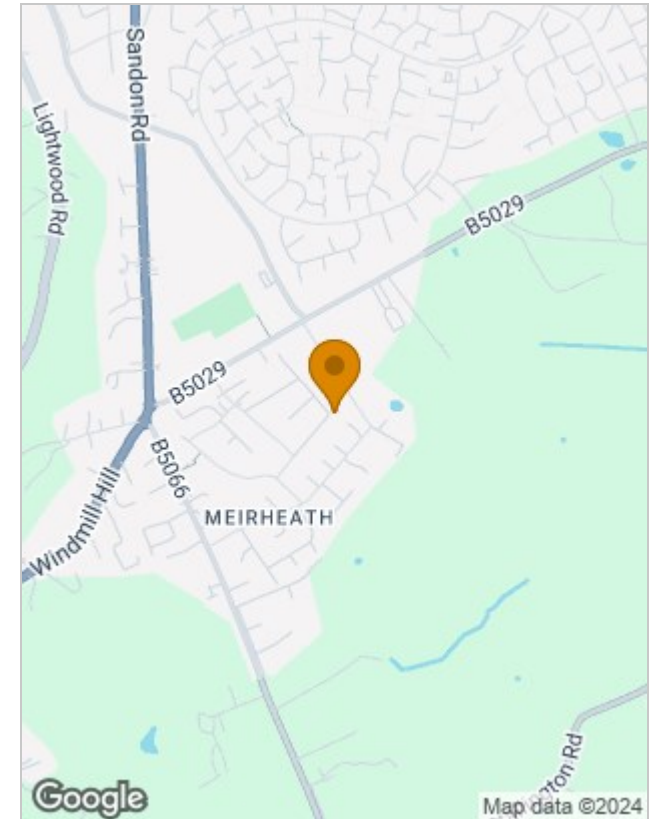 Sandon Rd
Lightwood Rd
B5029
B5029
B5066
Windmill Hill
MEIRHEATH
Google
Map data ©2024